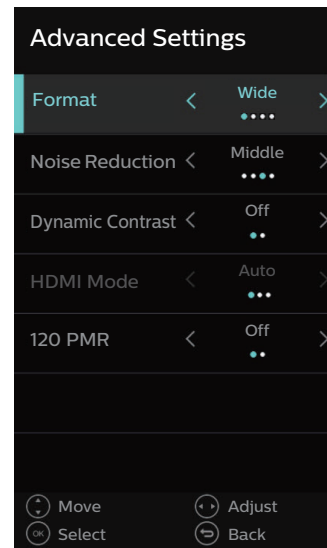 Advanced Settings
Format < Wide >
Noise Reduction < Middle >
Dynamic Contrast < Off >
HDMI Mode < Auto >
120 PMR < Off >
Move Adjust
OK Select Back